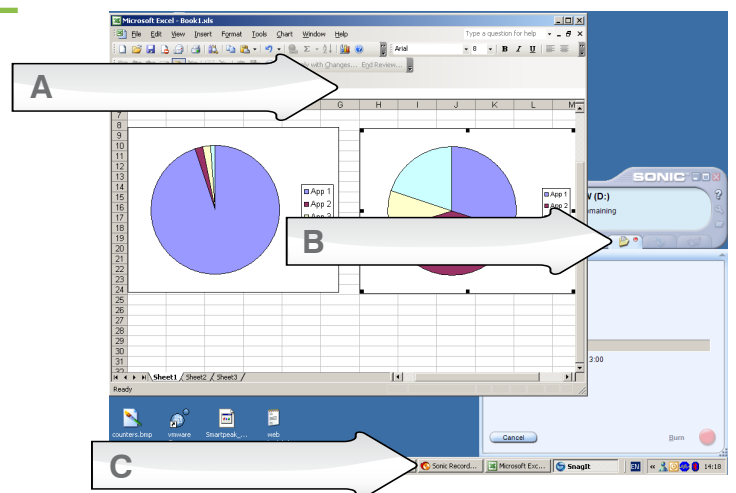 Microsoft Excel - Book1.xls
File Edit View Insert Format Tools Chart Window Help
Type a question for help
Arial
8
B I U
with Changes... End Review...
A
G H I J K L M
7
8
9
10
11
12
13
14
15
16
17
18
19
20
21
22
23
24
25
26
27
28
29
30
31
App 1
App 2
App 1
App 2
B
SONIC
(D:)
maining
3:00
Sheet1 / Sheet2 / Sheet3 /
Ready
counters.bmp
vmware
Smartpeak_...
web
Cancel
Burn
C
Sonic Record...
Microsoft Exc...
SnagIt
EN
14:18